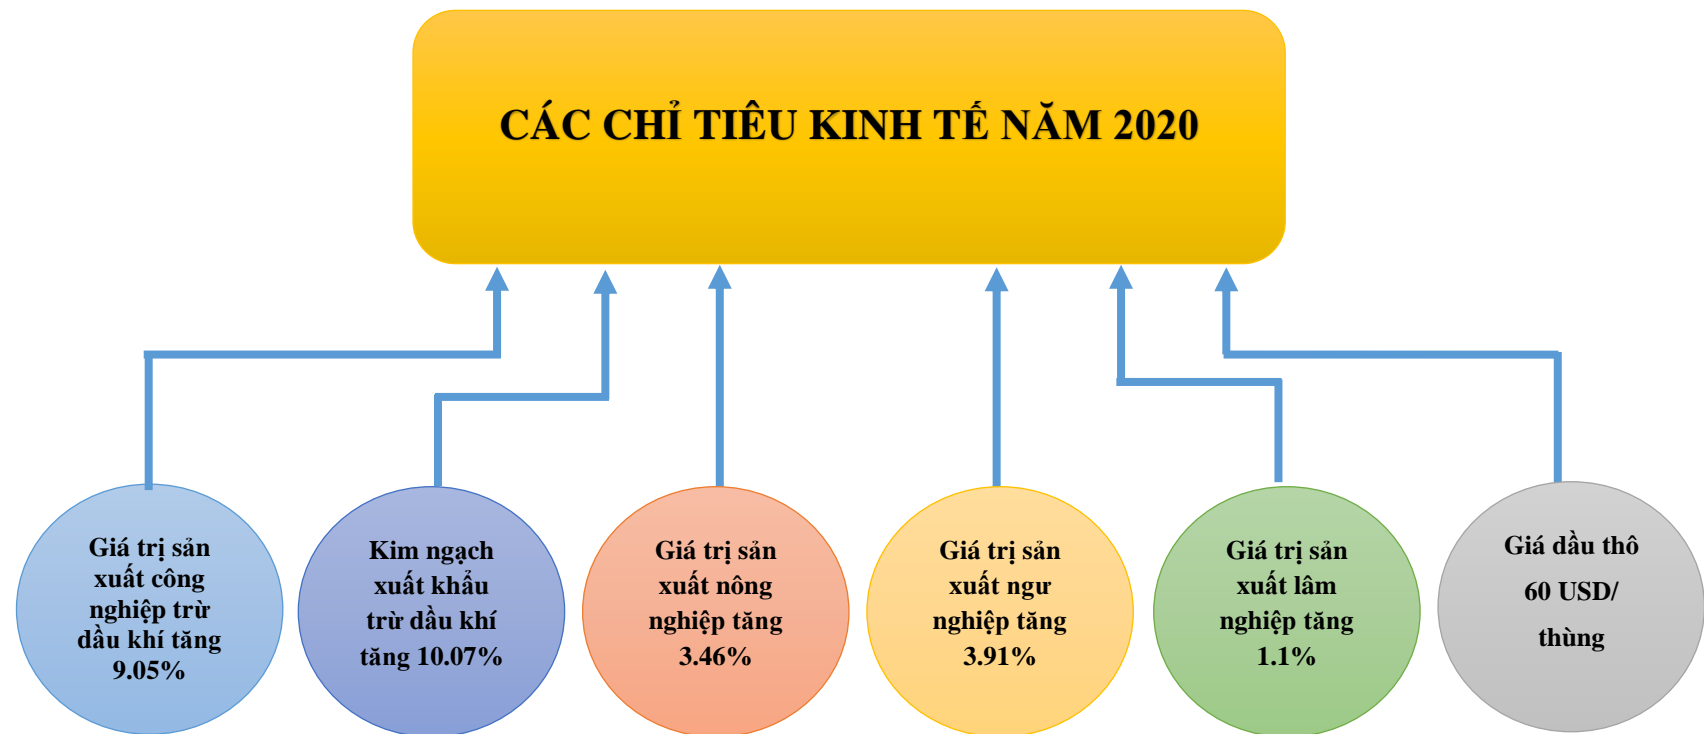 CÁC CHỈ TIÊU KINH TẾ NĂM 2020
Giá trị sản
xuất công
nghiệp trừ
dầu khí tăng
9.05%
Kim ngạch
xuất khẩu
trừ dầu khí
tăng 10.07%
Giá trị sản
xuất nông
nghiệp tăng
3.46%
Giá trị sản
xuất ngư
nghiệp tăng
3.91%
Giá trị sản
xuất lâm
nghiệp tăng
1.1%
Giá dầu thô
60 USD/
thùng